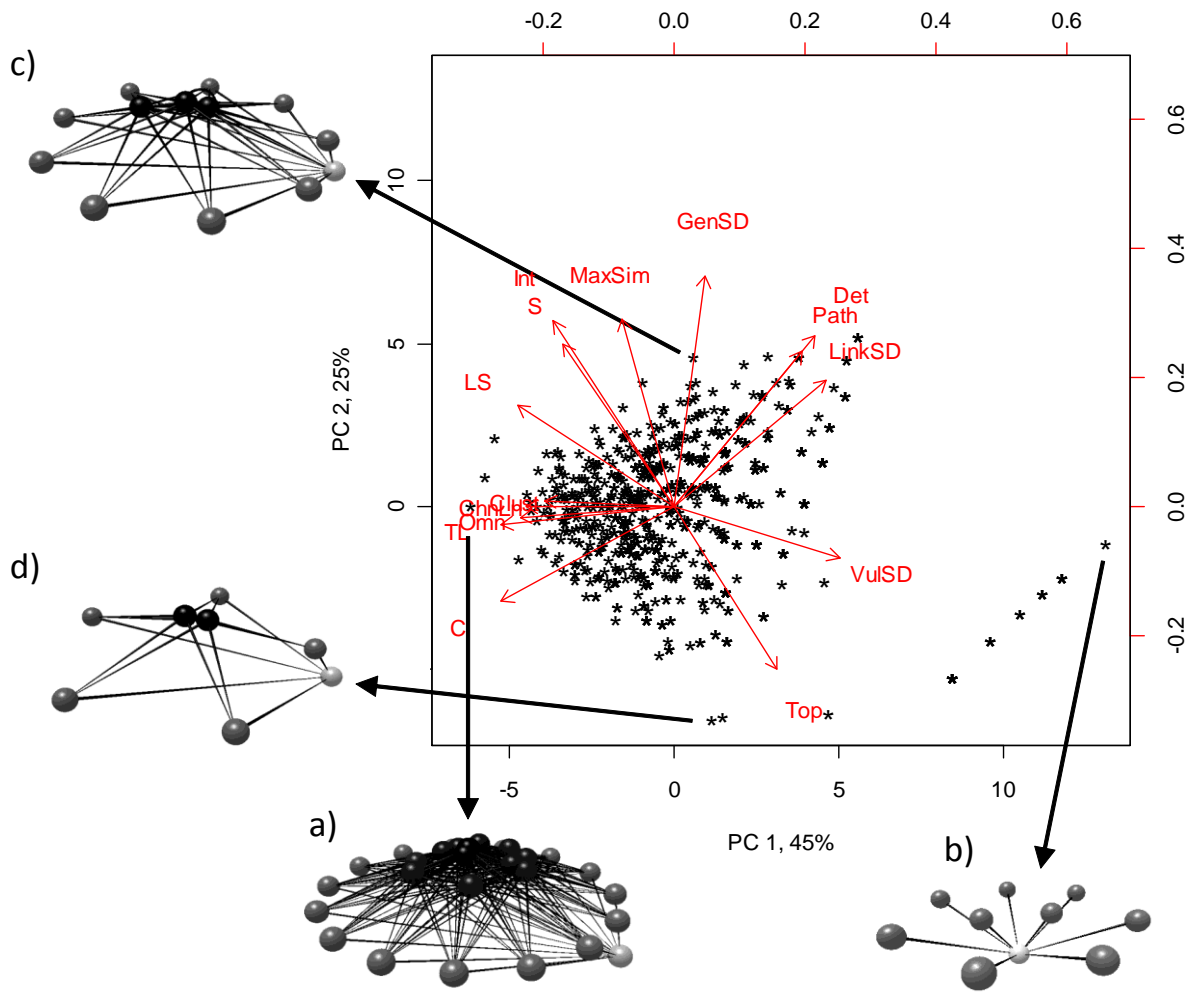 -0.2 0.0 0.2 0.4 0.6
c)
0.6
10
GenSD
Int
MaxSim
Det
S
Path
0.4
LinkSD
5
LS
0.2
PC 2, 25%
0
0.0
Omn
TL
d)
VulSD
C
-0.2
Top
-5 0 5 10
a)
PC 1, 45%
b)